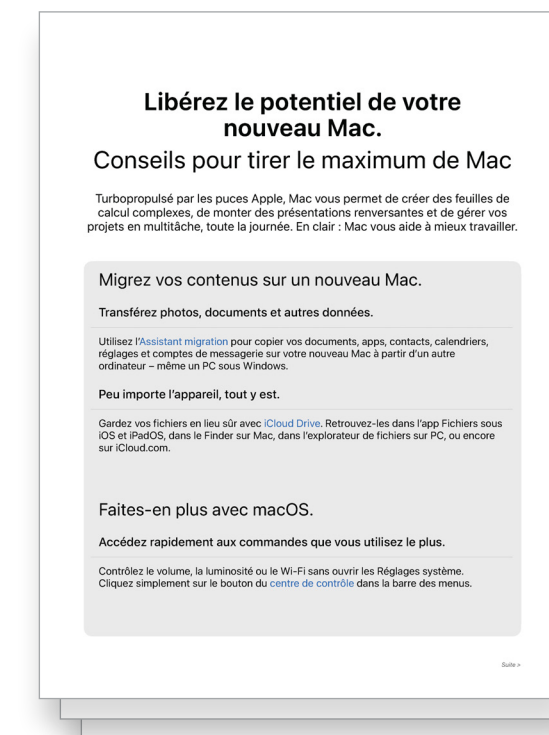 Libérez le potentiel de votre
nouveau Mac.
Conseils pour tirer le maximum de Mac
Turbopropulsé par les puces Apple, Mac vous permet de créer des feuilles de
calcul complexes, de monter des présentations renversantes et de gérer vos
projets en multitâche, toute la journée. En clair : Mac vous aide à mieux travailler.
Migrez vos contenus sur un nouveau Mac.
Transférez photos, documents et autres données.
Utilisez l’Assistant migration pour copier vos documents, apps, contacts, calendriers,
réglages et comptes de messagerie sur votre nouveau Mac à partir d’un autre
ordinateur – même un PC sous Windows.
Peu importe l’appareil, tout y est.
Gardez vos fichiers en lieu sûr avec iCloud Drive. Retrouvez-les dans l’app Fichiers sous
iOS et iPadOS, dans le Finder sur Mac, dans l’explorateur de fichiers sur PC, ou encore
sur iCloud.com.
Faites-en plus avec macOS.
Accédez rapidement aux commandes que vous utilisez le plus.
Contrôlez le volume, la luminosité ou le Wi-Fi sans ouvrir les Réglages système.
Cliquez simplement sur le bouton du centre de contrôle dans la barre des menus.
Suite >